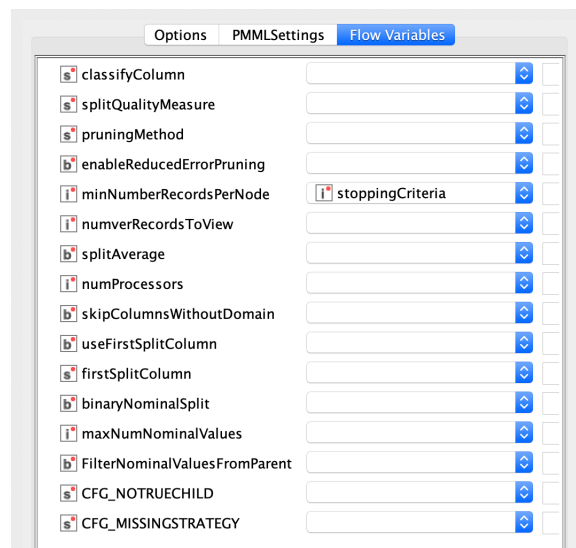 Options PMMLSettings Flow Variables
s classifyColumn
s splitQualityMeasure
s pruningMethod
b enableReducedErrorPruning
i minNumberRecordsPerNode i stoppingCriteria
i numverRecordsToView
b splitAverage
i numProcessors
b skipColumnsWithoutDomain
b useFirstSplitColumn
s firstSplitColumn
b binaryNominalSplit
i maxNumNominalValues
b FilterNominalValuesFromParent
s CFG_NOTRUECHILD
s CFG_MISSINGSTRATEGY